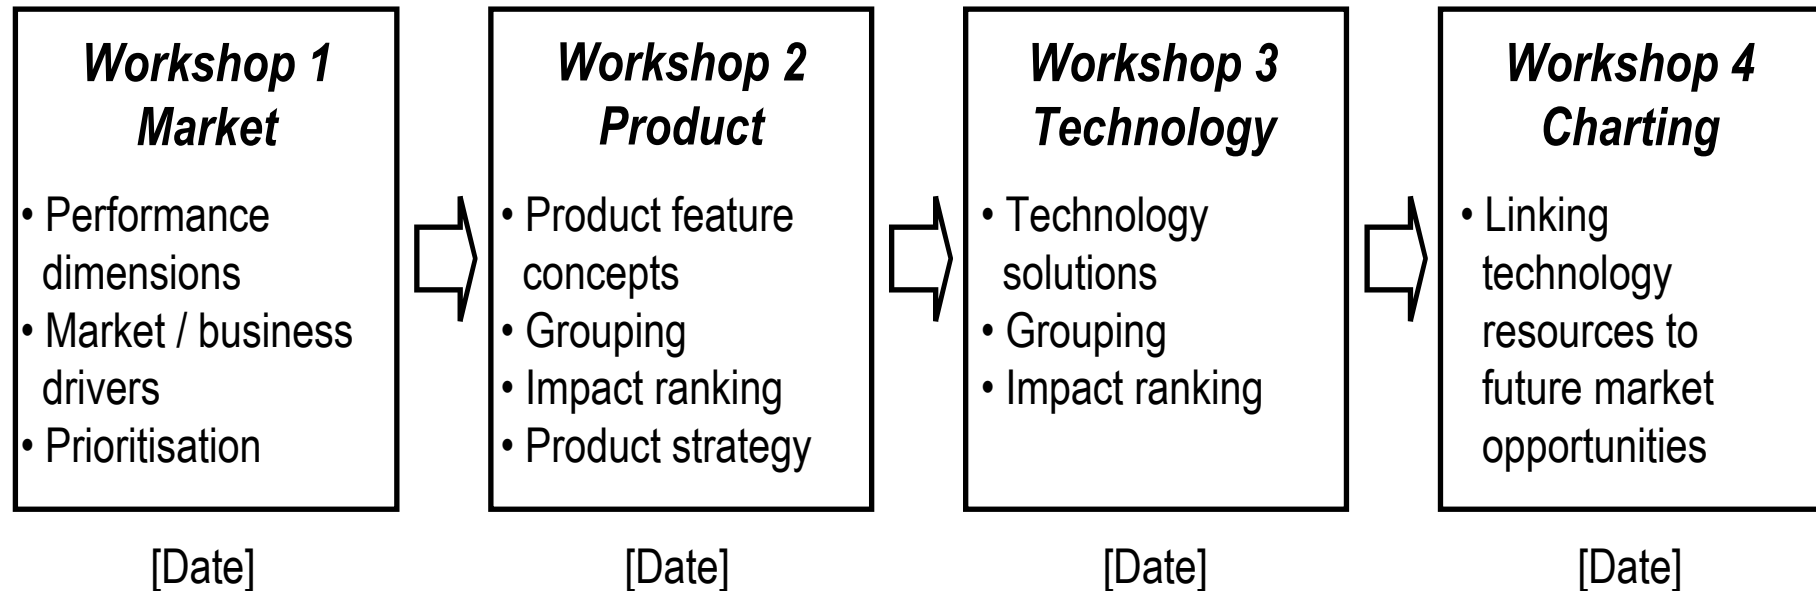 Workshop 1
Market
• Performance
dimensions
• Market / business
drivers
• Prioritisation
[Date]
Workshop 2
Product
• Product feature
concepts
• Grouping
• Impact ranking
• Product strategy
[Date]
Workshop 3
Technology
• Technology
solutions
• Grouping
• Impact ranking
[Date]
Workshop 4
Charting
• Linking
technology
resources to
future market
opportunities
[Date]